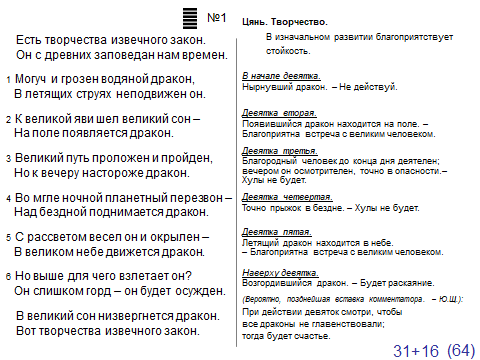 №1
Есть творчества извечного закон.
Он с древних заповедан нам времен.
1 Могуч и грозен водяной дракон,
В летящих струях неподвижен он.
2 К великой яви шел великий сон –
На поле появляется дракон.
3 Великий путь проложен и пройден,
Но к вечеру настороже дракон.
4 Во мгле ночной планетный перезвон –
Над бездной поднимается дракон.
5 С рассветом весел он и окрылен –
В великом небе движется дракон.
6 Но выше для чего взлетает он?
Он слишком горд – он будет осужден.
В великий сон низвергнется дракон.
Вот творчества извечного закон.
Цянь. Творчество.
В изначальном развитии благоприятствует
стойкость.
В начале девятка.
Нырнувший дракон. – Не действуй.
Девятка вторая.
Появившийся дракон находится на поле. –
Благоприятна встреча с великим человеком.
Девятка третья.
Благородный человек до конца дня деятелен;
вечером он осмотрителен, точно в опасности.–
Хулы не будет.
Девятка четвертая.
Точно прыжок в бездне. – Хулы не будет.
Девятка пятая.
Летящий дракон находится в небе.
– Благоприятна встреча с великим человеком.
Наверху девятка.
Возгордившийся дракон. – Будет раскаяние.
(Вероятно, позднейшая вставка комментатора. – Ю.Щ.):
При действии девяток смотри, чтобы
все драконы не главенствовали;
тогда будет счастье.
31+16 (64)